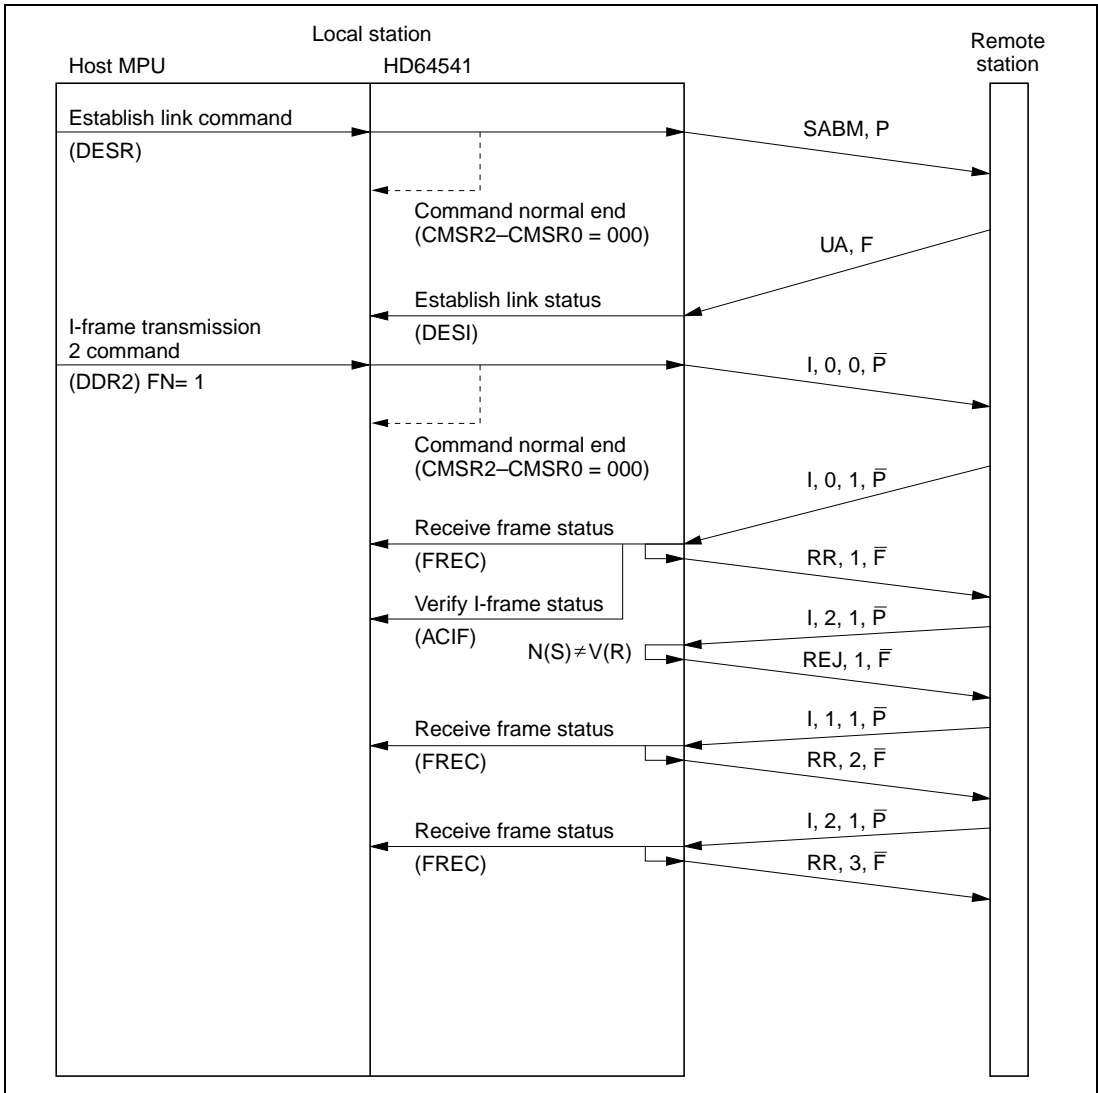 Local station
Remote
station
Host MPU
HD64541
Establish link command
(DESR)
SABM, P
Command normal end
(CMSR2–CMSR0 = 000)
UA, F
Establish link status
(DESI)
I-frame transmission
2 command
(DDR2) FN= 1
I, 0, 0, P̅
Command normal end
(CMSR2–CMSR0 = 000)
I, 0, 1, P̅
Receive frame status
(FREC)
RR, 1, F̅
Verify I-frame status
(ACIF)
I, 2, 1, P̅
N(S)≠V(R)
REJ, 1, F̅
I, 1, 1, P̅
Receive frame status
(FREC)
RR, 2, F̅
I, 2, 1, P̅
Receive frame status
(FREC)
RR, 3, F̅